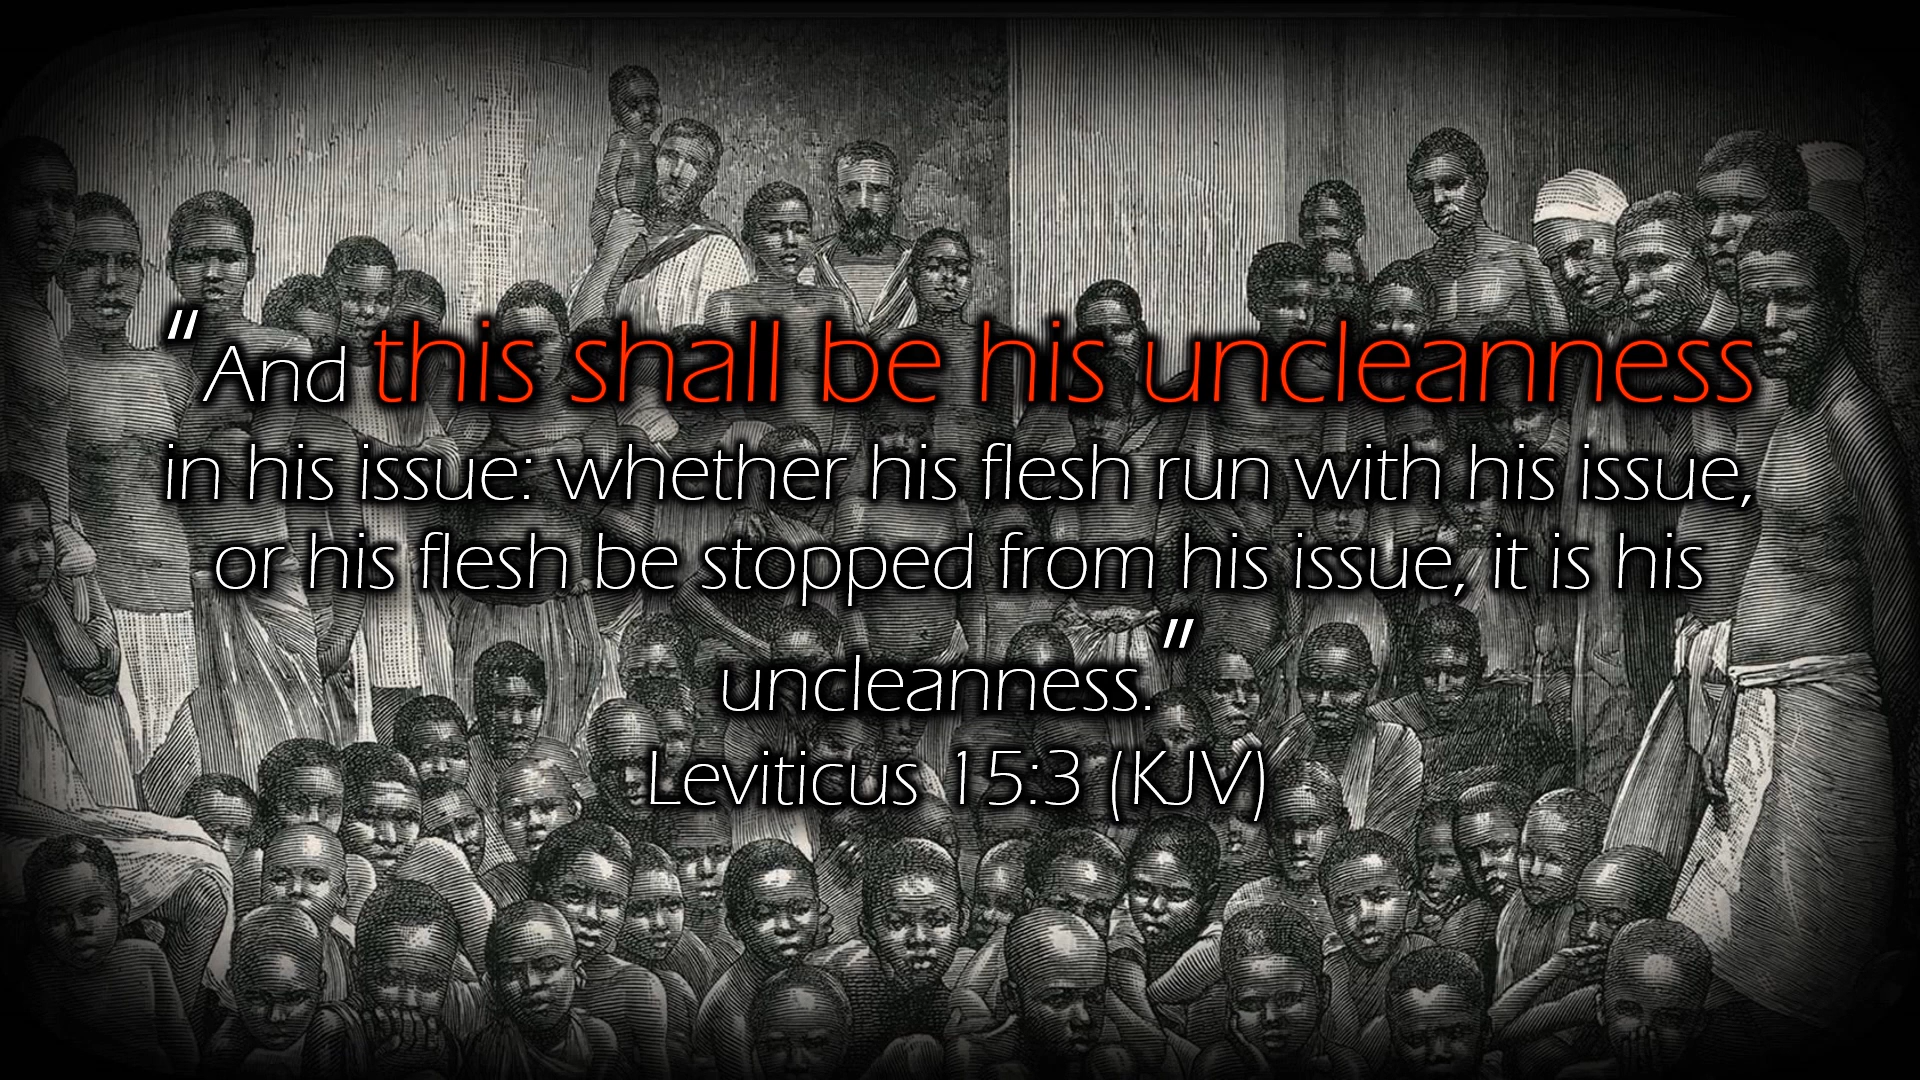 "And this shall be his uncleanness
in his issue: whether his flesh run with his issue,
or his flesh be stopped from his issue, it is his
uncleanness."
Leviticus 15:3 (KJV)